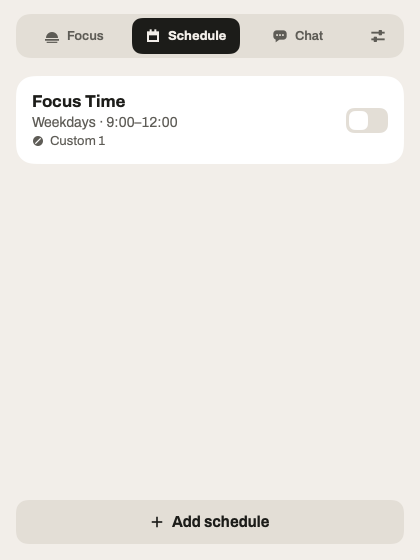 Focus
Schedule
Chat
Focus Time
Weekdays · 9:00–12:00
Custom 1
Add schedule